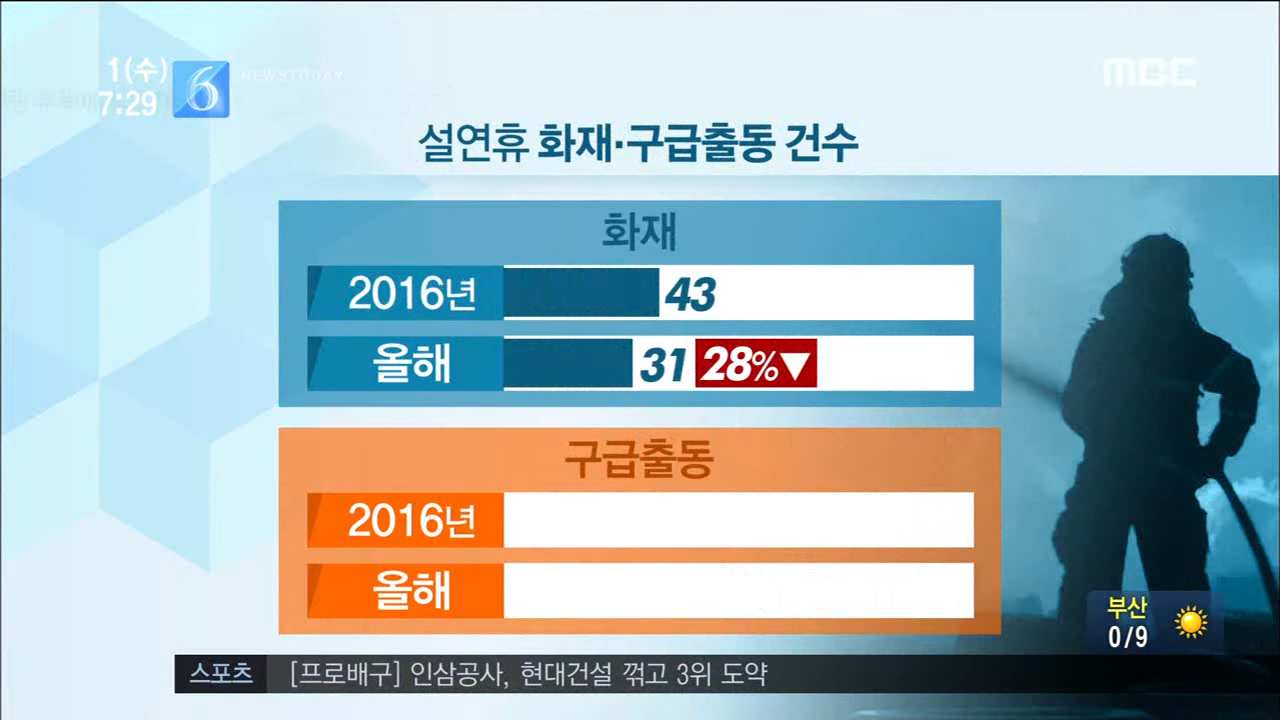 1(수)
7:29
6
NEWSTODAY
MBC
설연휴 화재·구급출동 건수
화재
2016년 43
올해 31 28%▼
구급출동
2016년
올해
부산
0/9
스포츠 [프로배구] 인삼공사, 현대건설 꺾고 3위 도약